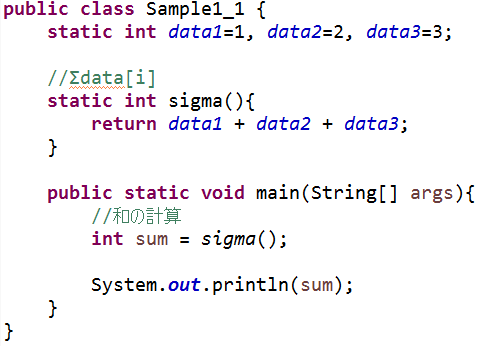 public class Sample1_1 {
    static int data1=1, data2=2, data3=3;

    //Σdata[i]
    static int sigma(){
        return data1 + data2 + data3;
    }

    public static void main(String[] args){
        //和の計算
        int sum = sigma();

        System.out.println(sum);
    }
}